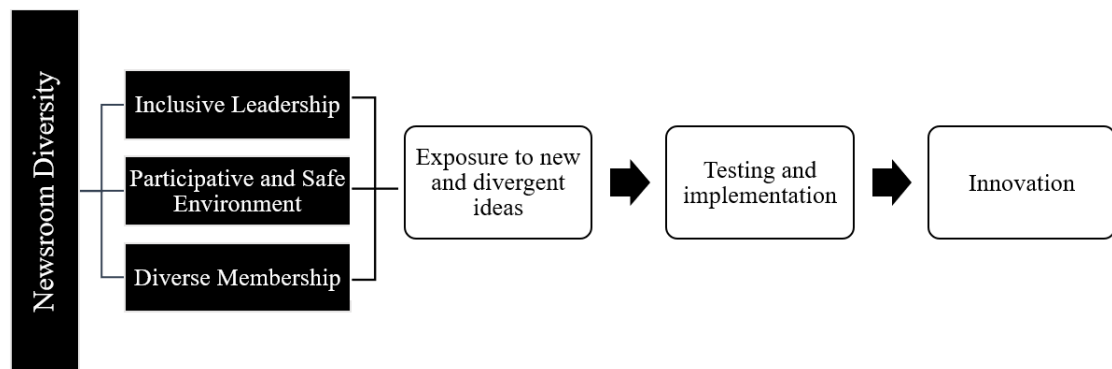 Newsroom Diversity
Inclusive Leadership
Participative and Safe
Environment
Diverse Membership
Exposure to new
and divergent
ideas
Testing and
implementation
Innovation